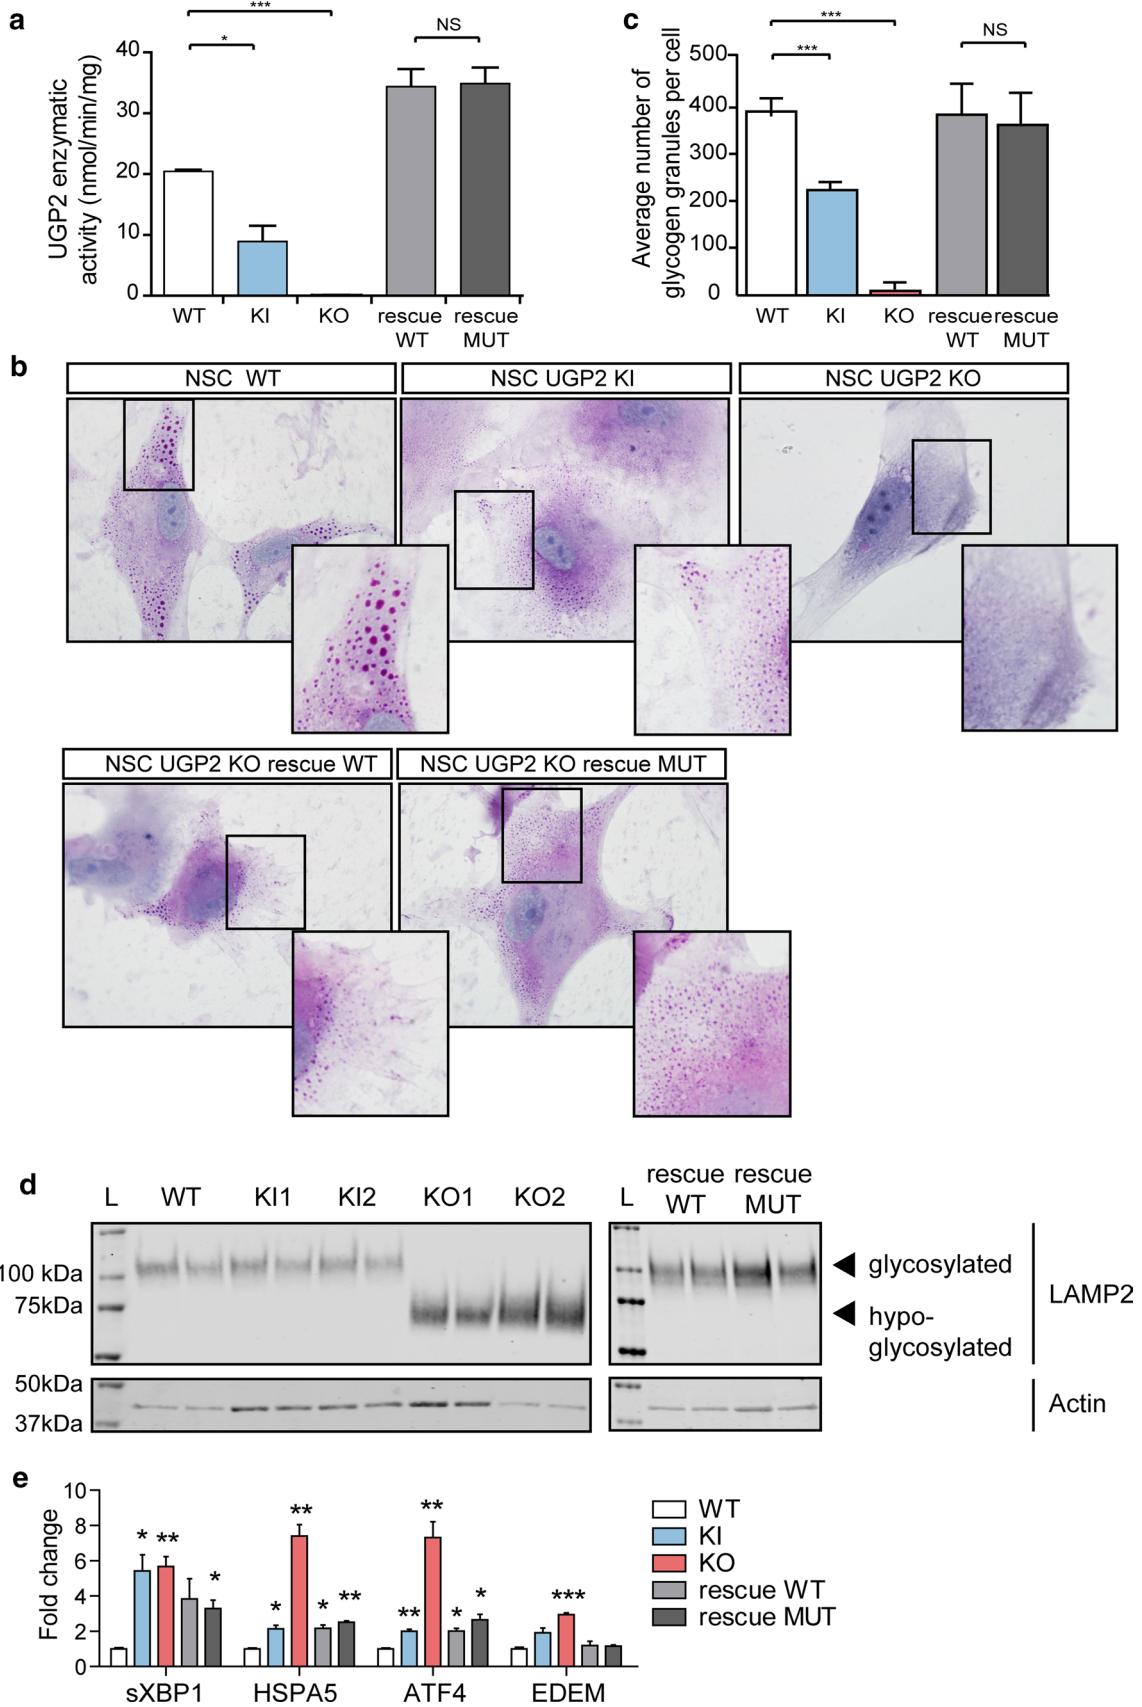 a
***
*
NS
UGP2 enzymatic
activity (nmol/min/mg)
40
30
20
10
0
WT KI KO rescue WT rescue MUT
c
***
***
NS
Average number of
glycogen granules per cell
500
400
300
200
100
0
WT KI KO rescue WT rescue MUT
b
NSC WT
NSC UGP2 KI
NSC UGP2 KO
NSC UGP2 KO rescue WT
NSC UGP2 KO rescue MUT
d
L WT KI1 KI2 KO1 KO2
L rescue WT rescue MUT
100 kDa
75kDa
50kDa
37kDa
glycosylated
hypo-
glycosylated
LAMP2
Actin
e
Fold change
10
8
6
4
2
0
* ** *
* ** * **
** ** * *
***
sXBP1 HSPA5 ATF4 EDEM
WT
KI
KO
rescue WT
rescue MUT